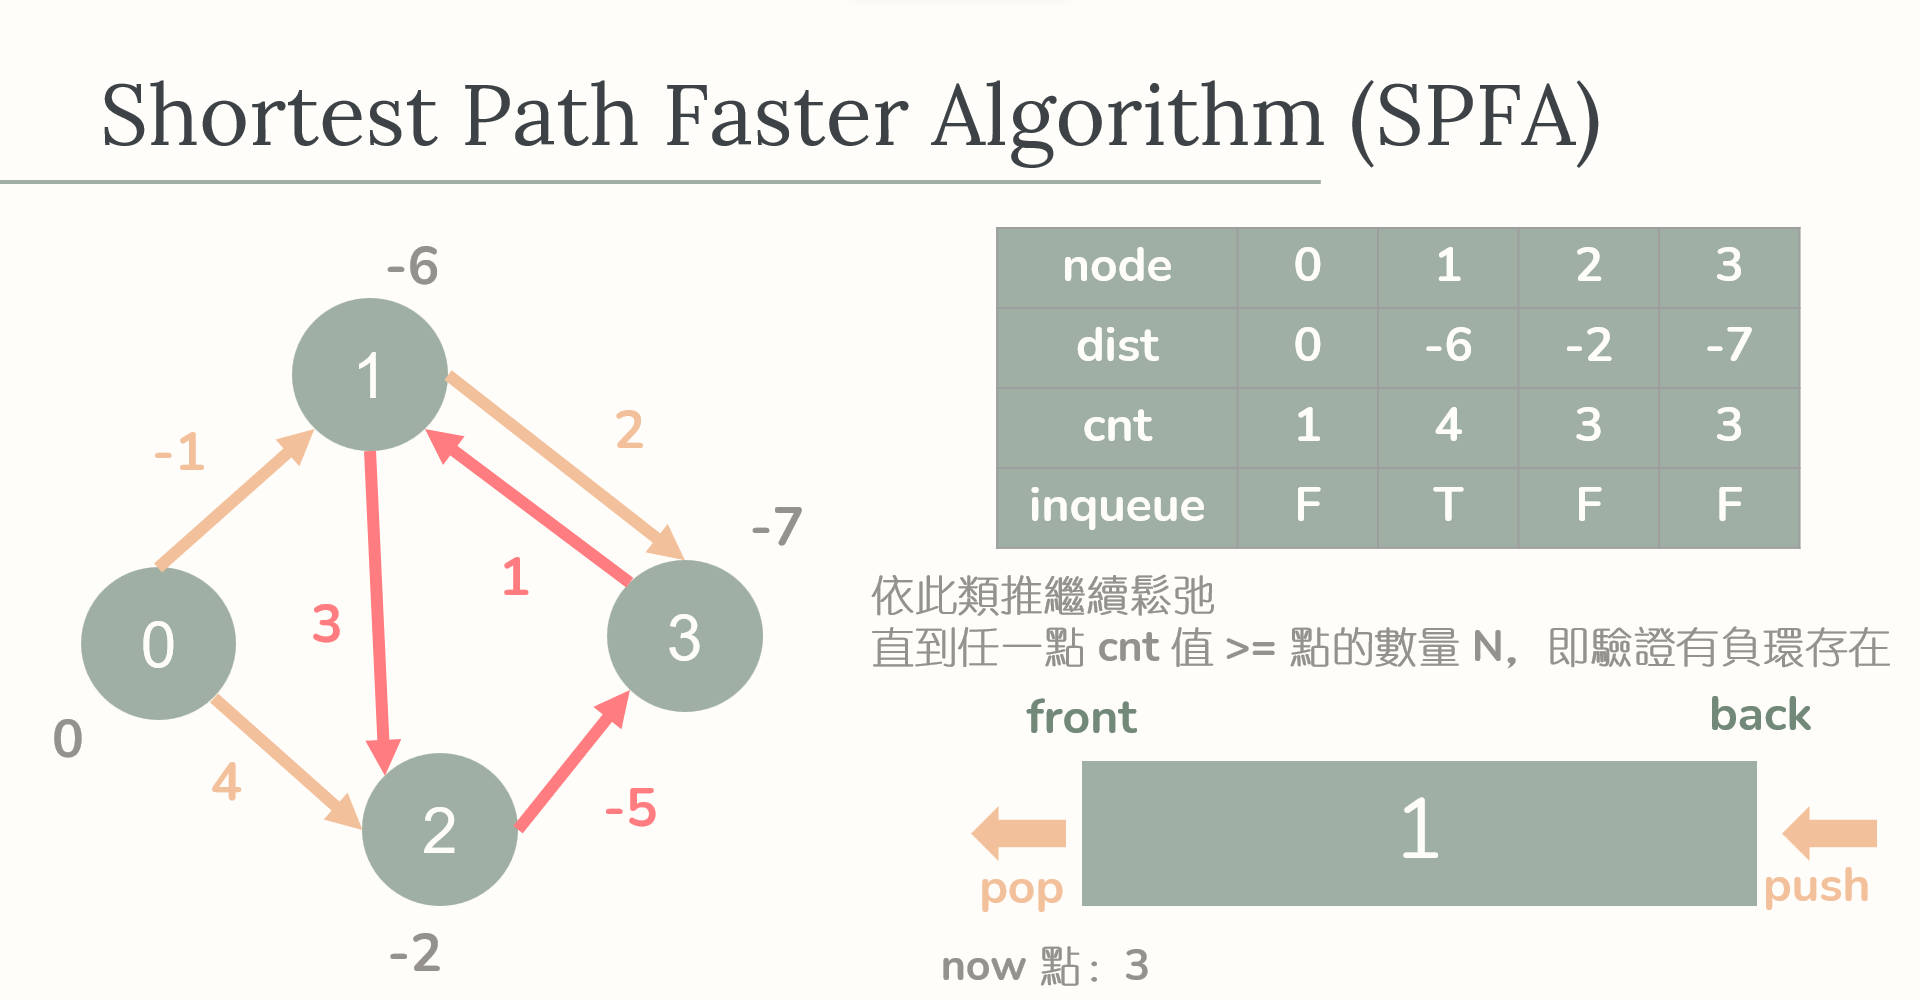 Shortest Path Faster Algorithm (SPFA)
-6
1
-1
2
-7
3
1
0
3
0
4
2
-5
-2
node 0 1 2 3
dist 0 -6 -2 -7
cnt 1 4 3 3
inqueue F T F F
依此類推繼續鬆弛
直到任一點 cnt 值 >= 點的數量 N，即驗證有負環存在
front back
1
pop push
now 點：3